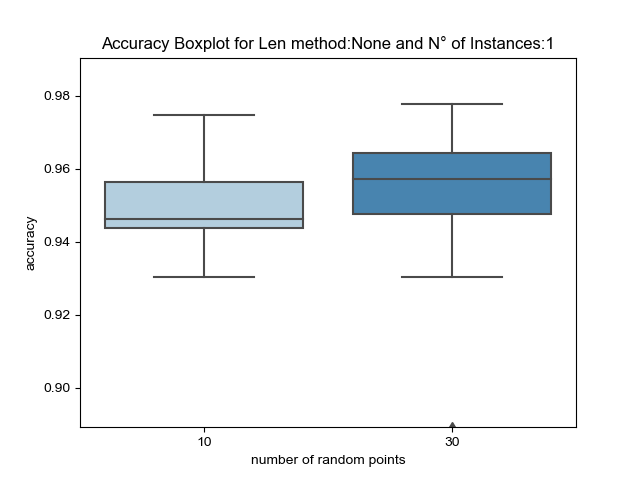 Accuracy Boxplot for Len method:None and N° of Instances:1
0.98
0.96
0.94
0.92
0.90
accuracy
10 30
number of random points